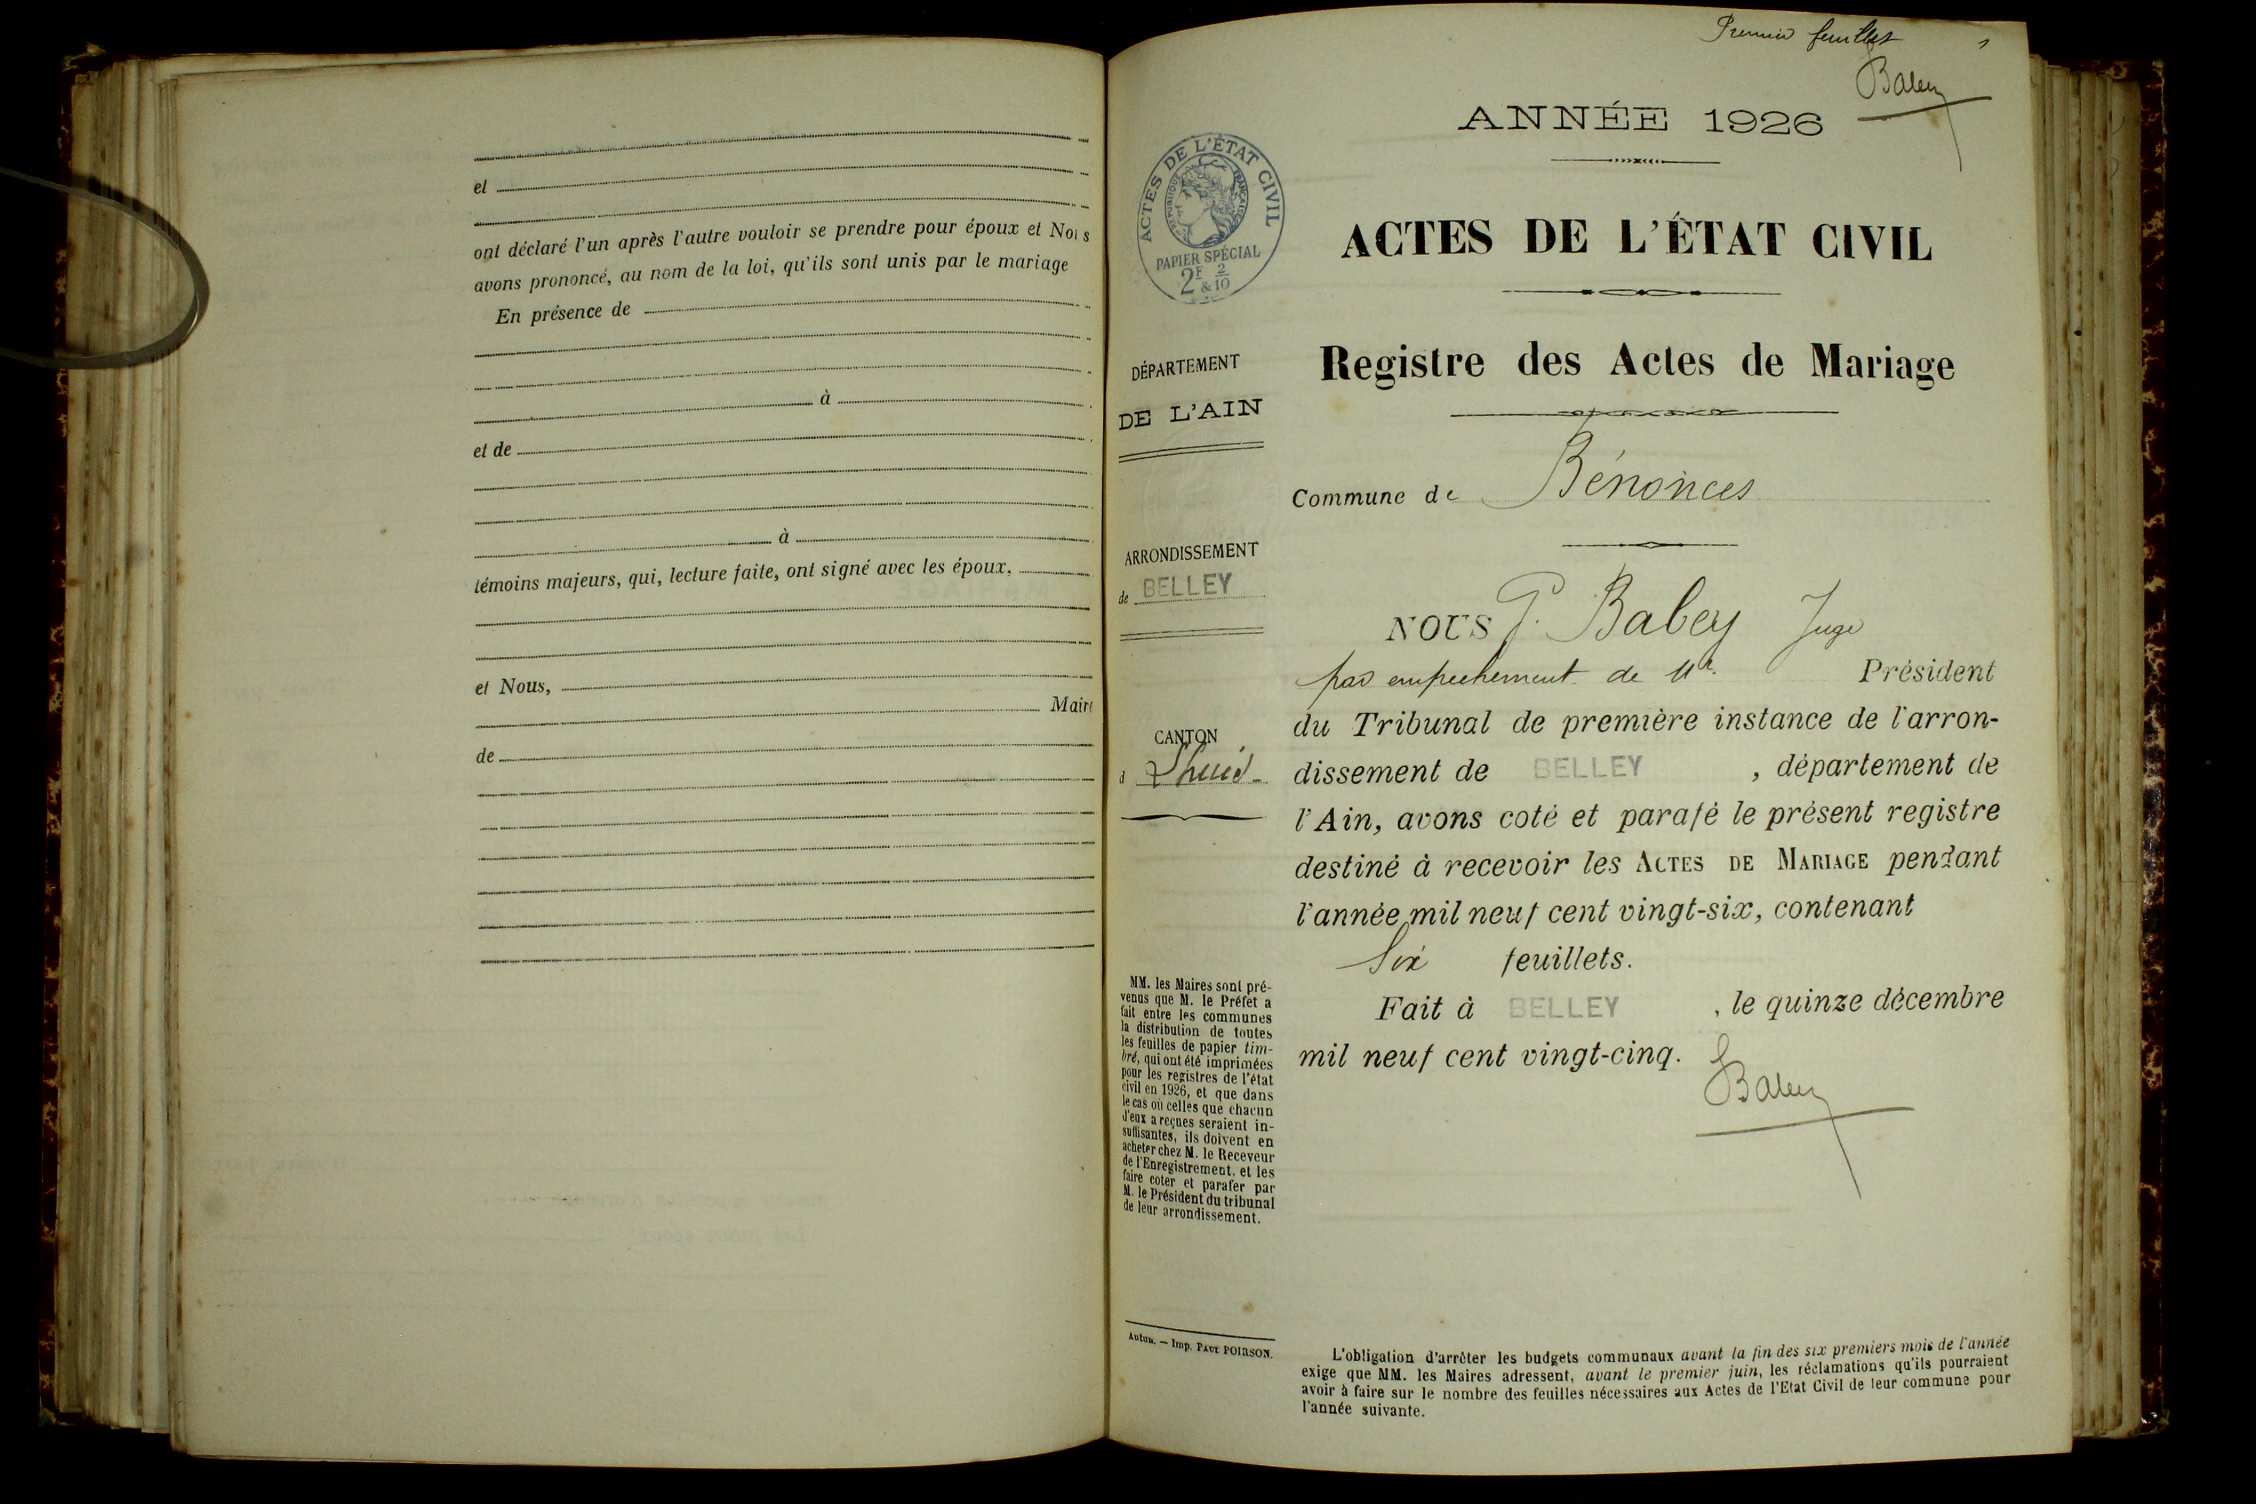 et
ont déclaré l'un après l'autre vouloir se prendre pour époux et Nous
avons prononcé, au nom de la loi, qu'ils sont unis par le mariage
En présence de
à
et de
à
témoins majeurs, qui, lecture faite, ont signé avec les époux,
et Nous,
Maire
de
Premier feuillet 1
Babey
ANNÉE 1926
ACTES DE L'ÉTAT CIVIL
RÉPUBLIQUE FRANÇAISE
PAPIER SPÉCIAL
2F & 2/10
ACTES DE L'ÉTAT CIVIL
Registre des Actes de Mariage
DÉPARTEMENT
DE L'AIN
Commune de Bénonces
ARRONDISSEMENT
de BELLEY
CANTON
d Lhuis
MM. les Maires sont pré-
venus que M. le Préfet a
fait entre les communes
la distribution de toutes
les feuilles de papier tim-
bré, qui ont été imprimées
pour les registres de l'état
civil en 1926, et que dans
le cas où celles que chacun
d'eux a reçues seraient in-
suffisantes, ils doivent en
acheter chez M. le Receveur
de l'Enregistrement, et les
faire coter et parafer par
M. le Président du tribunal
de leur arrondissement.
Autun. — Imp. PAUL POIRSON.
NOUS P. Babey Juge
par empechement de Mr. Président
du Tribunal de première instance de l'arron-
dissement de BELLEY, département de
l'Ain, avons coté et parafé le présent registre
destiné à recevoir les ACTES DE MARIAGE pendant
l'année mil neuf cent vingt-six, contenant
Six feuillets.
Fait à BELLEY, le quinze décembre
mil neuf cent vingt-cinq.
Babey
L'obligation d'arrêter les budgets communaux avant la fin des six premiers mois de l'année
exige que MM. les Maires adressent, avant le premier juin, les réclamations qu'ils pourraient
avoir à faire sur le nombre des feuilles nécessaires aux Actes de l'Etat Civil de leur commune pour
l'année suivante.